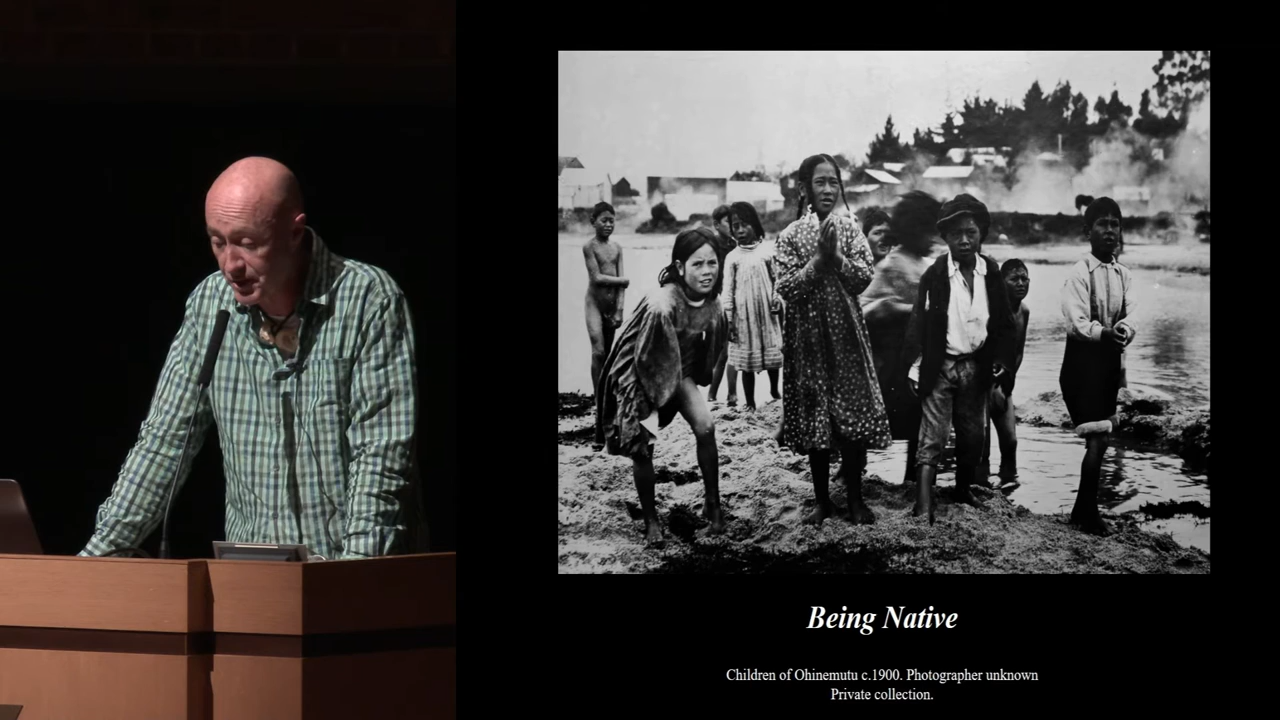 Being Native
Children of Ohinemutu c.1900. Photographer unknown
Private collection.